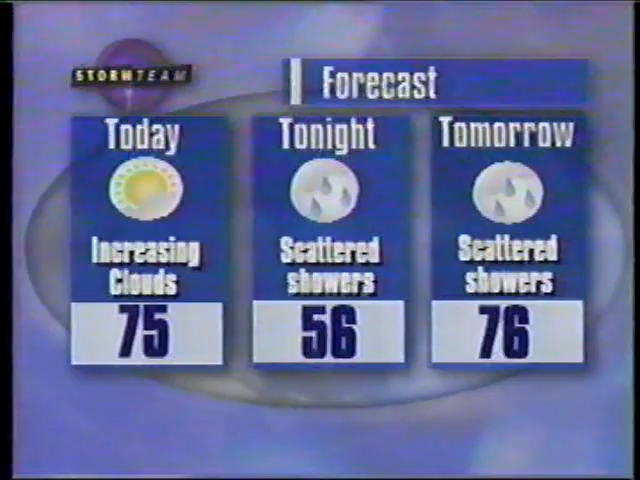 STORMTEAM
Forecast
Today
Increasing
Clouds
75
Tonight
Scattered
showers
56
Tomorrow
Scattered
showers
76